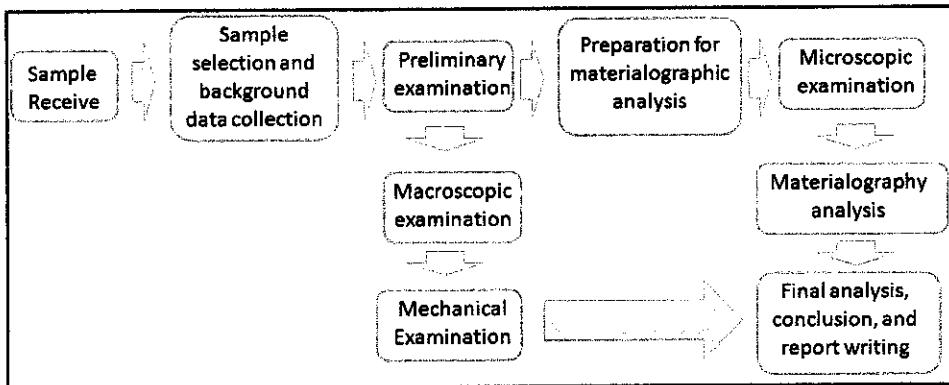 Sample
Receive
Sample
selection and
background
data collection
Preliminary
examination
Preparation for
materialographic
analysis
Microscopic
examination
Macroscopic
examination
Materialography
analysis
Mechanical
Examination
Final analysis,
conclusion, and
report writing